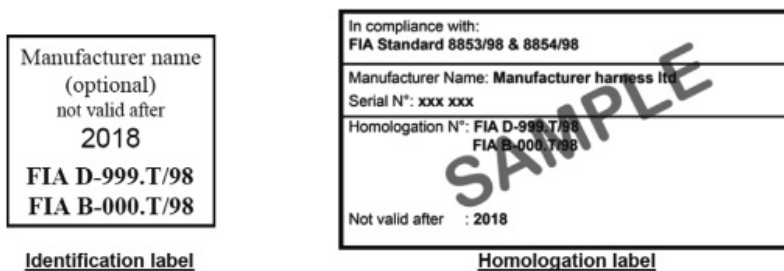 Manufacturer name
(optional)
not valid after
2018
FIA D-999.T/98
FIA B-000.T/98
Identification label
In compliance with:
FIA Standard 8853/98 & 8854/98
Manufacturer Name: Manufacturer harness ltd
Serial N°: xxx xxx
Homologation N°: FIA D-999.T/98
FIA B-000.T/98
SAMPLE
Not valid after : 2018
Homologation label